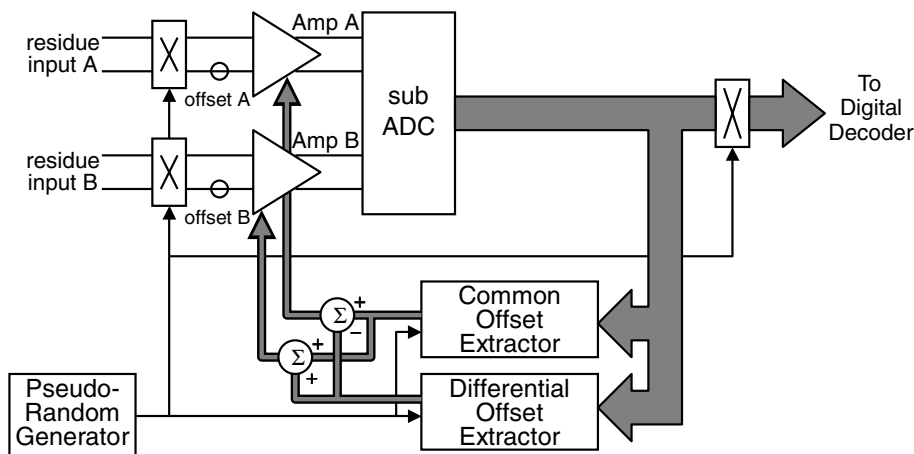 residue
input A
offset A
Amp A
residue
input B
offset B
Amp B
sub
ADC
To
Digital
Decoder
Σ
+
−
Σ
+
+
Common
Offset
Extractor
Differential
Offset
Extractor
Pseudo-
Random
Generator